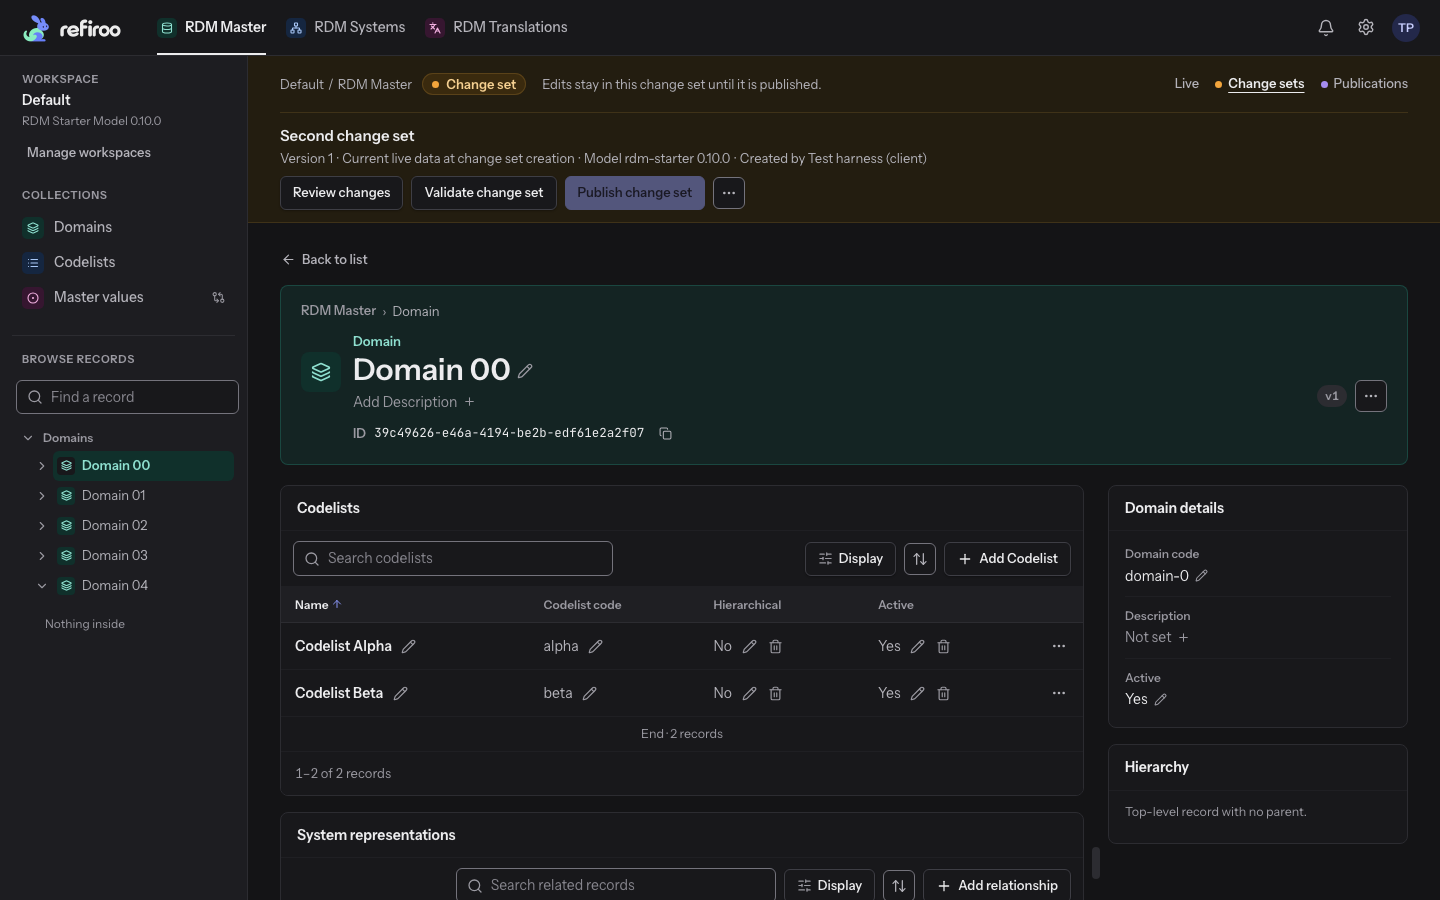 refiroo
RDM Master
RDM Systems
RDM Translations
TP
WORKSPACE
Default
RDM Starter Model 0.10.0
Manage workspaces
COLLECTIONS
Domains
Codelists
Master values
BROWSE RECORDS
Find a record
Domains
Domain 00
Domain 01
Domain 02
Domain 03
Domain 04
Nothing inside
Default / RDM Master
Change set
Edits stay in this change set until it is published.
Live
Change sets
Publications
Second change set
Version 1 · Current live data at change set creation · Model rdm-starter 0.10.0 · Created by Test harness (client)
Review changes
Validate change set
Publish change set
Back to list
RDM Master › Domain
Domain
Domain 00
Add Description +
ID 39c49626-e46a-4194-be2b-edf61e2a2f07
v1
Codelists
Search codelists
Display
+ Add Codelist
Name ↑ Codelist code Hierarchical Active
Codelist Alpha alpha No Yes
Codelist Beta beta No Yes
End · 2 records
1–2 of 2 records
System representations
Search related records
Display
+ Add relationship
Domain details
Domain code
domain-0
Description
Not set +
Active
Yes
Hierarchy
Top-level record with no parent.